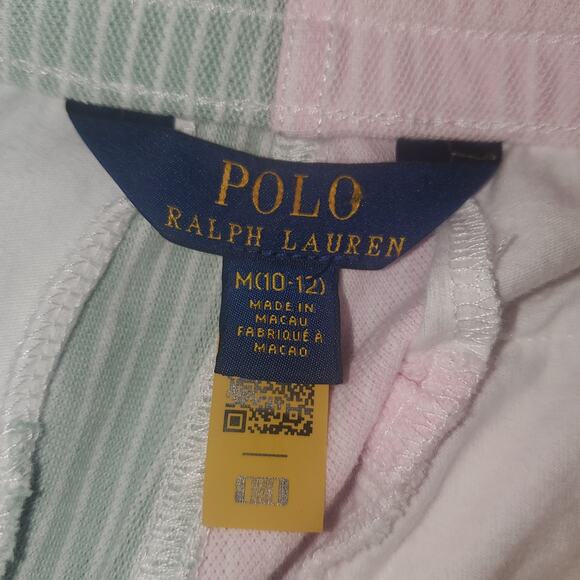 POLO
RALPH LAUREN
M(10-12)
MADE IN
MACAU
FABRIQUÉ À
MACAO